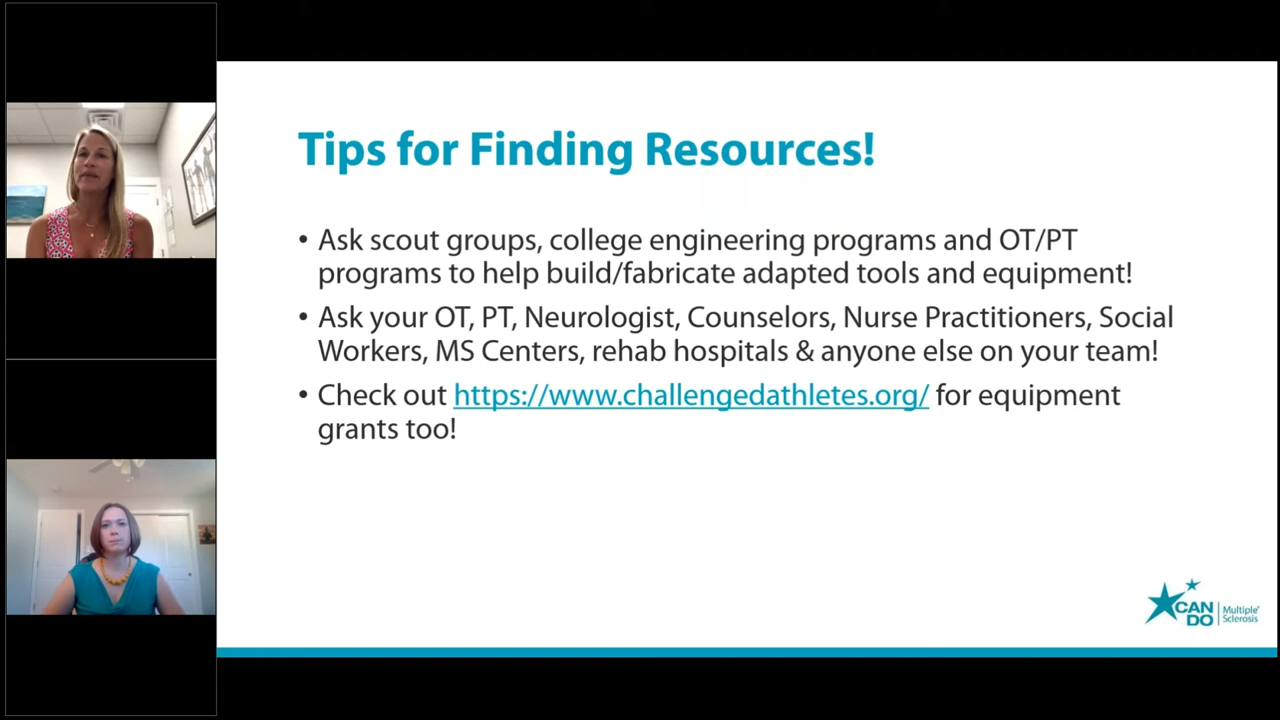 Tips for Finding Resources!
• Ask scout groups, college engineering programs and OT/PT
programs to help build/fabricate adapted tools and equipment!
• Ask your OT, PT, Neurologist, Counselors, Nurse Practitioners, Social
Workers, MS Centers, rehab hospitals & anyone else on your team!
• Check out https://www.challengedathletes.org/ for equipment
grants too!
CAN DO | Multiple® Sclerosis